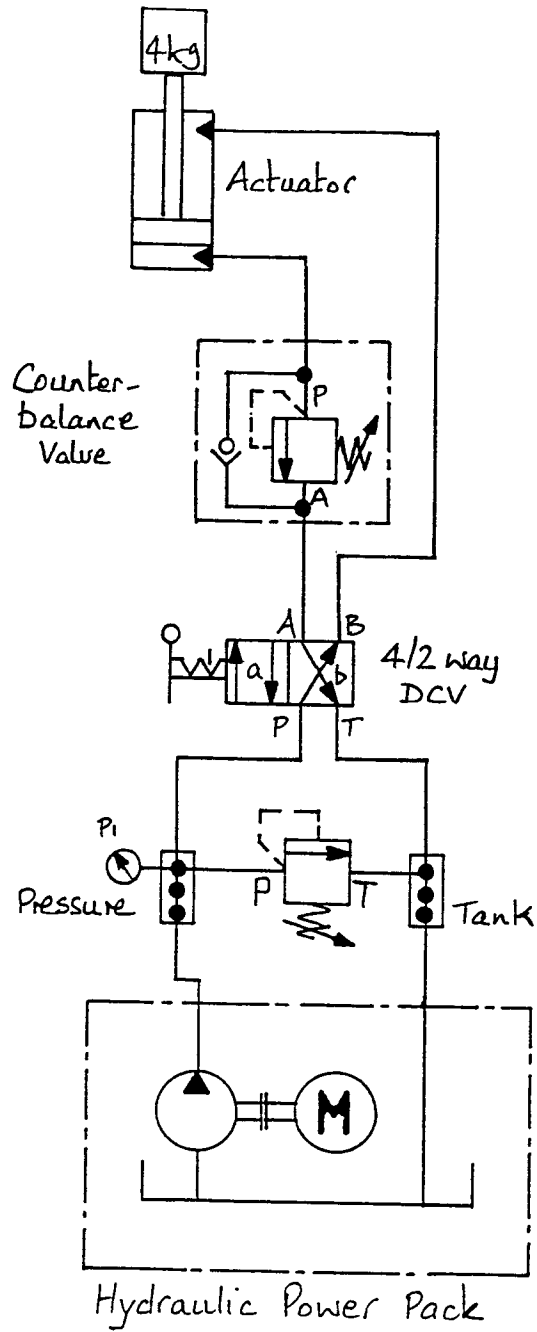 4kg
Actuator
Counter-
balance
Valve
P
A
A B
a b
4/2 way
DCV
P T
P1
P T
Pressure
Tank
M
Hydraulic Power Pack